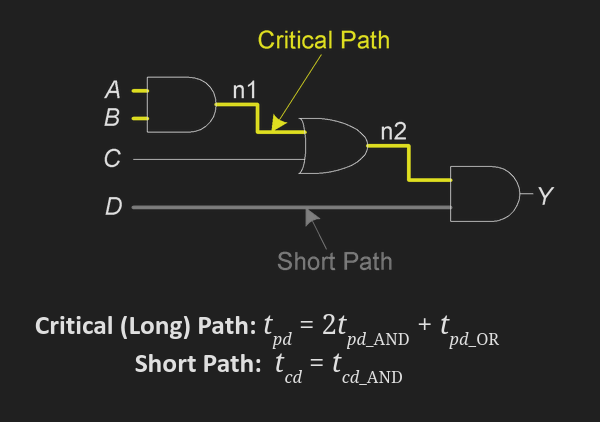 Critical Path
A
n1
B
n2
C
Y
D
Short Path
Critical (Long) Path: tpd = 2tpd_AND + tpd_OR
Short Path: tcd = tcd_AND